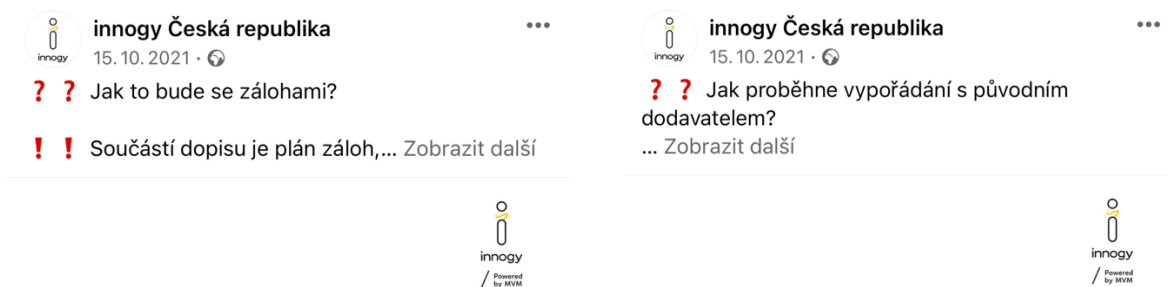 innogy Česká republika
innogy
15. 10. 2021 ·
❓ ❓ Jak to bude se zálohami?
❗ ❗ Součástí dopisu je plán záloh,... Zobrazit další
innogy
Powered
by MVM
innogy Česká republika
innogy
15. 10. 2021 ·
❓ ❓ Jak proběhne vypořádání s původním
dodavatelem?
... Zobrazit další
innogy
Powered
by MVM